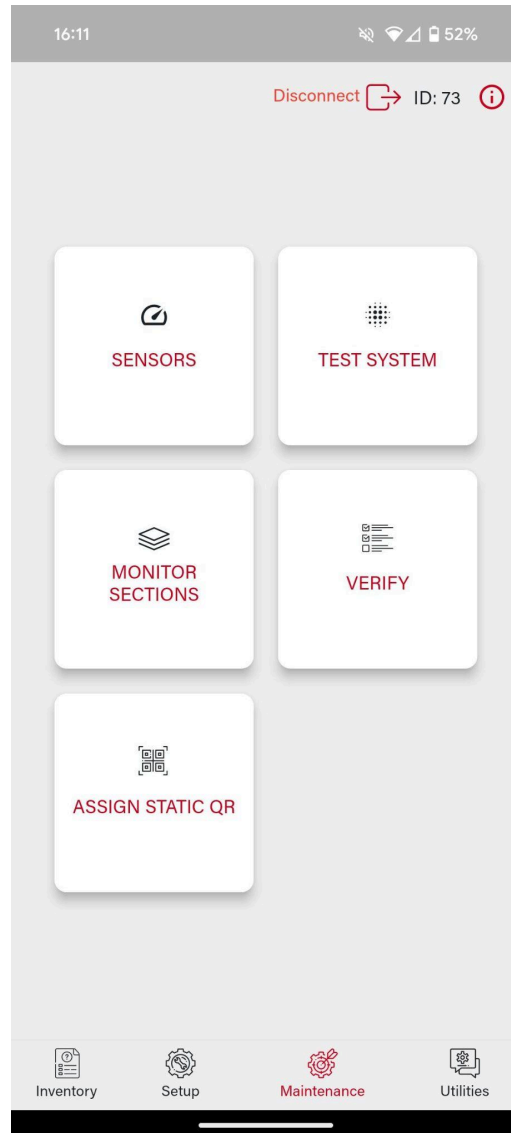 16:11
52%
Disconnect
ID: 73
SENSORS
TEST SYSTEM
MONITOR
SECTIONS
VERIFY
ASSIGN STATIC QR
Inventory
Setup
Maintenance
Utilities